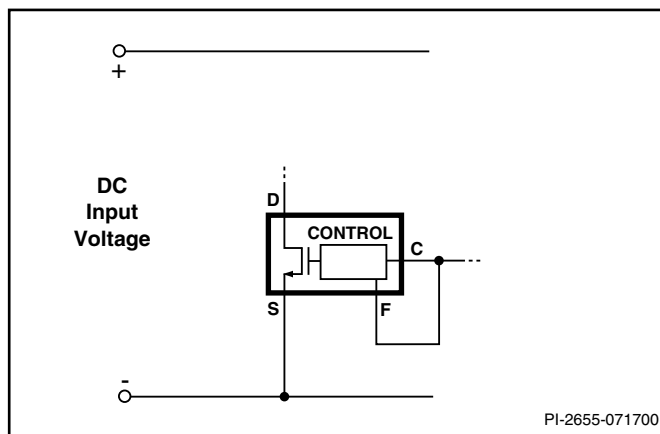 +
DC
Input
Voltage
D
CONTROL
C
S
F
-
PI-2655-071700